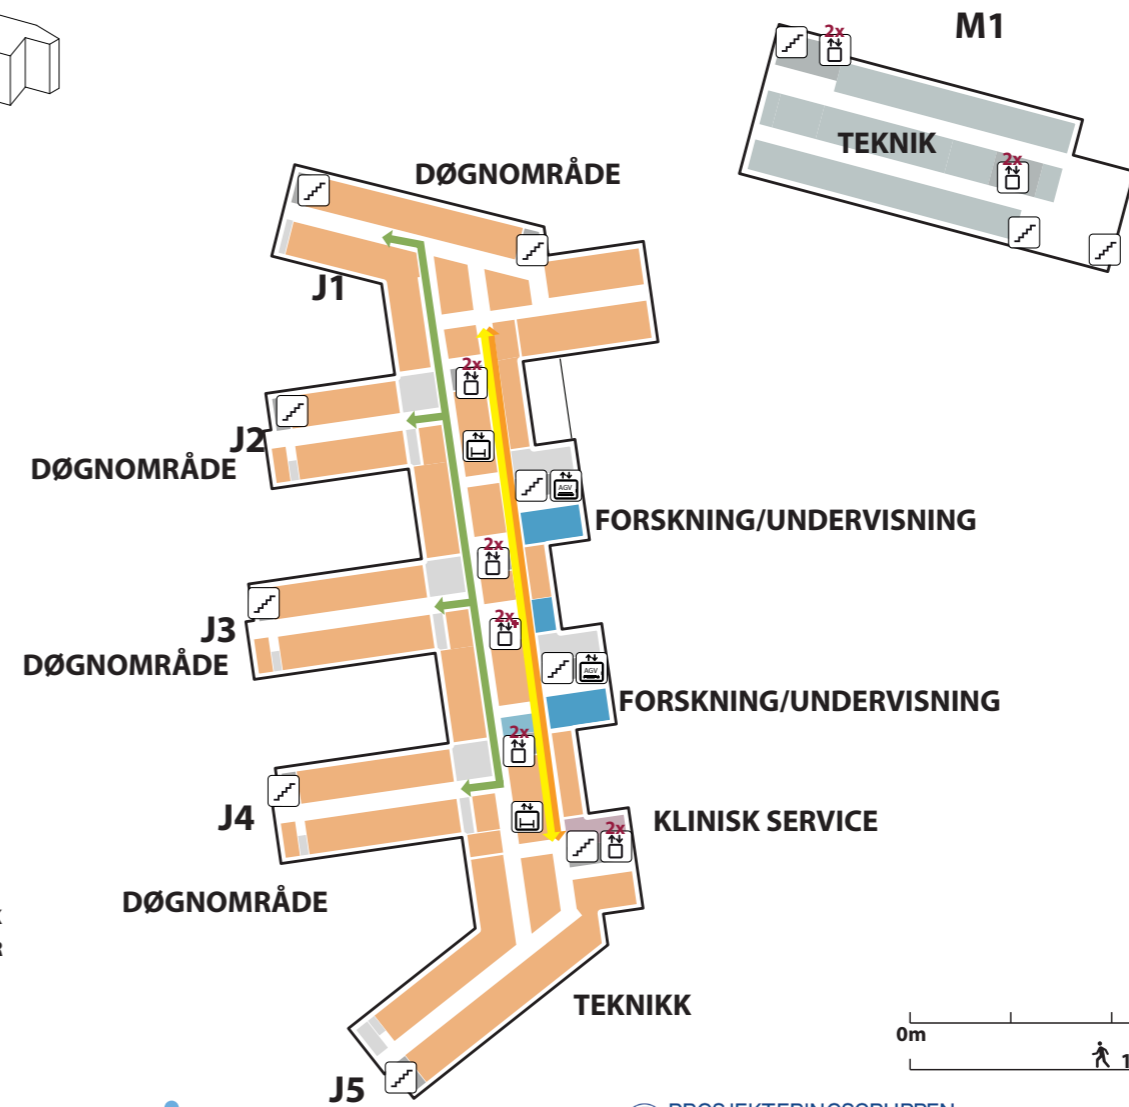 M1
2x
TEKNIK
2x
DØGNOMRÅDE
J1
2x
J2
DØGNOMRÅDE
AGV
FORSKNING/UNDERVISNING
2x
J3
2x
DØGNOMRÅDE
AGV
FORSKNING/UNDERVISNING
2x
J4
KLINISK SERVICE
2x
DØGNOMRÅDE
TEKNIKK
0m
1
J5